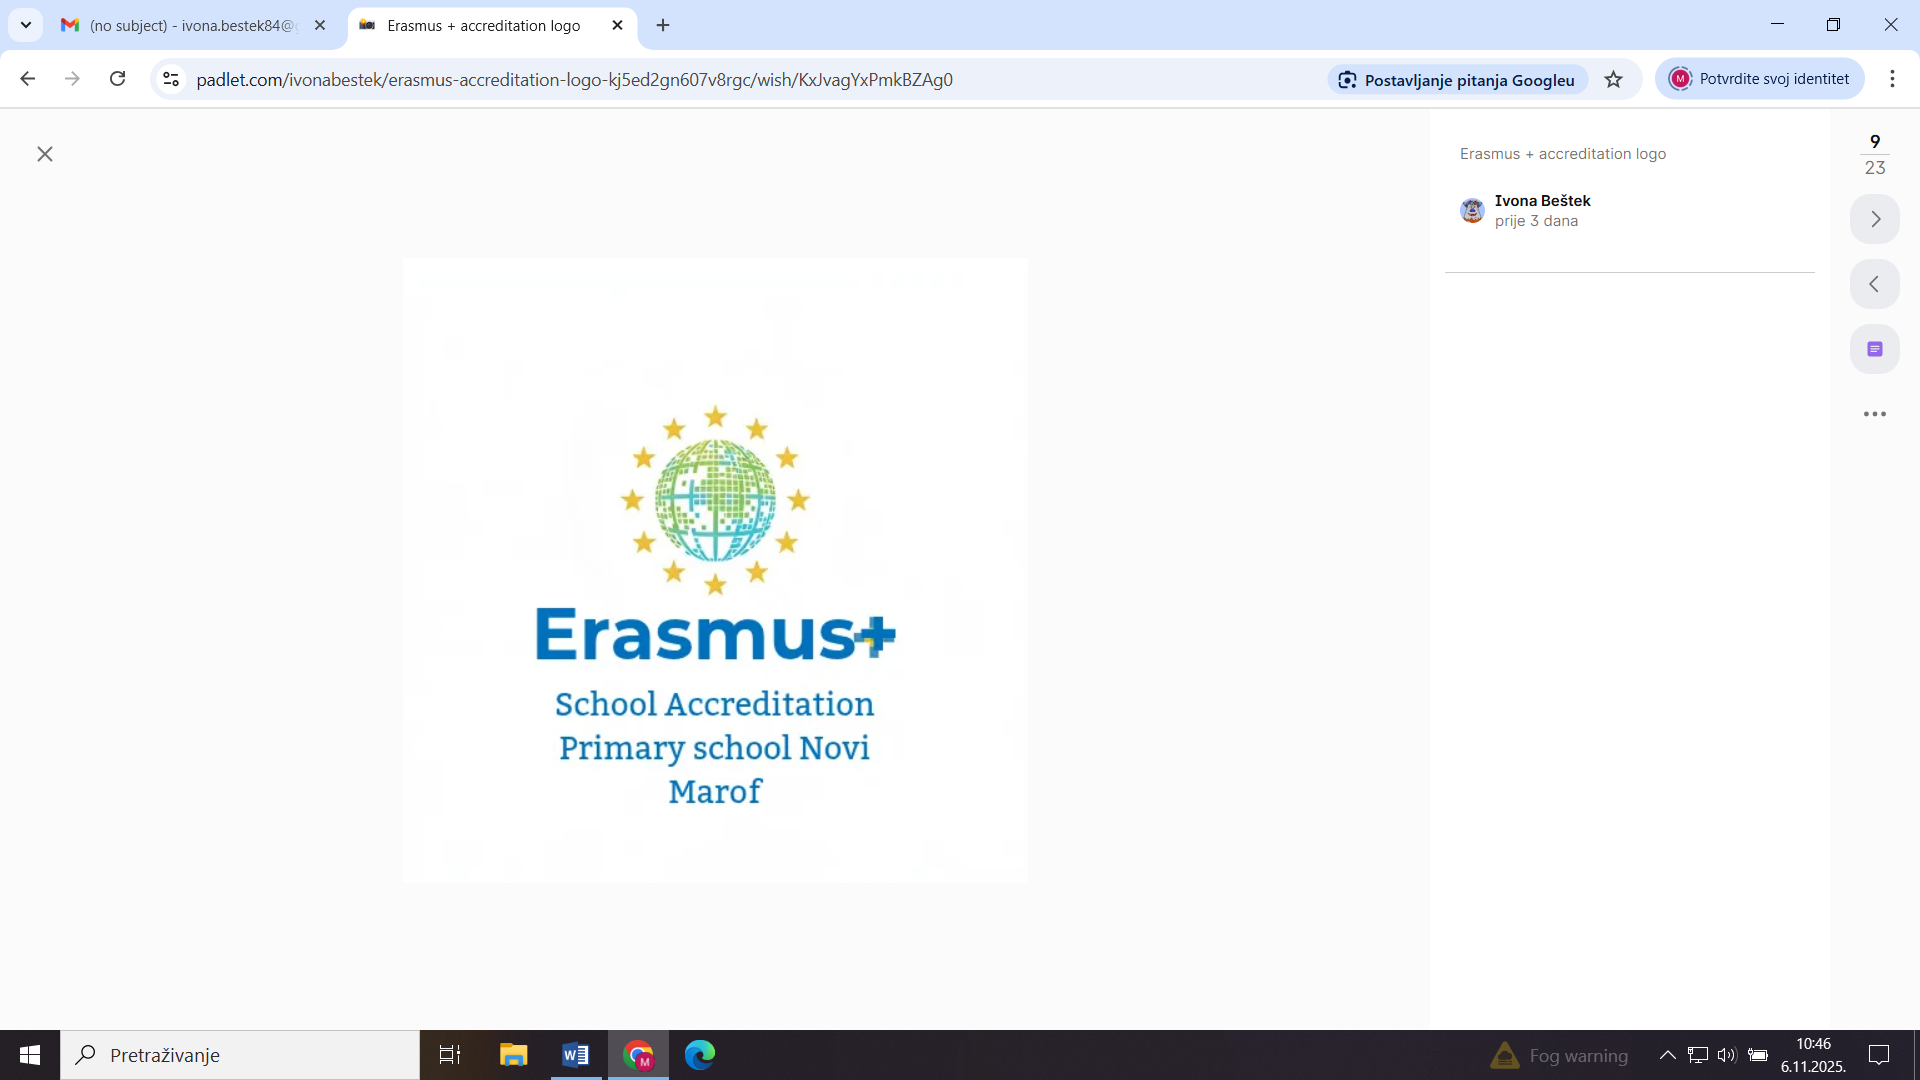 (no subject) - ivona.bestek84@g
Erasmus + accreditation logo
padlet.com/ivonabestek/erasmus-accreditation-logo-kj5ed2gn607v8rgc/wish/KxJvagYxPmkBZAg0
Postavljanje pitanja Googleu
M
Potvrdite svoj identitet
Erasmus + accreditation logo
9
23
Ivona Beštek
prije 3 dana
Erasmus+
School Accreditation
Primary school Novi
Marof
Pretraživanje
Fog warning
10:46
6.11.2025.